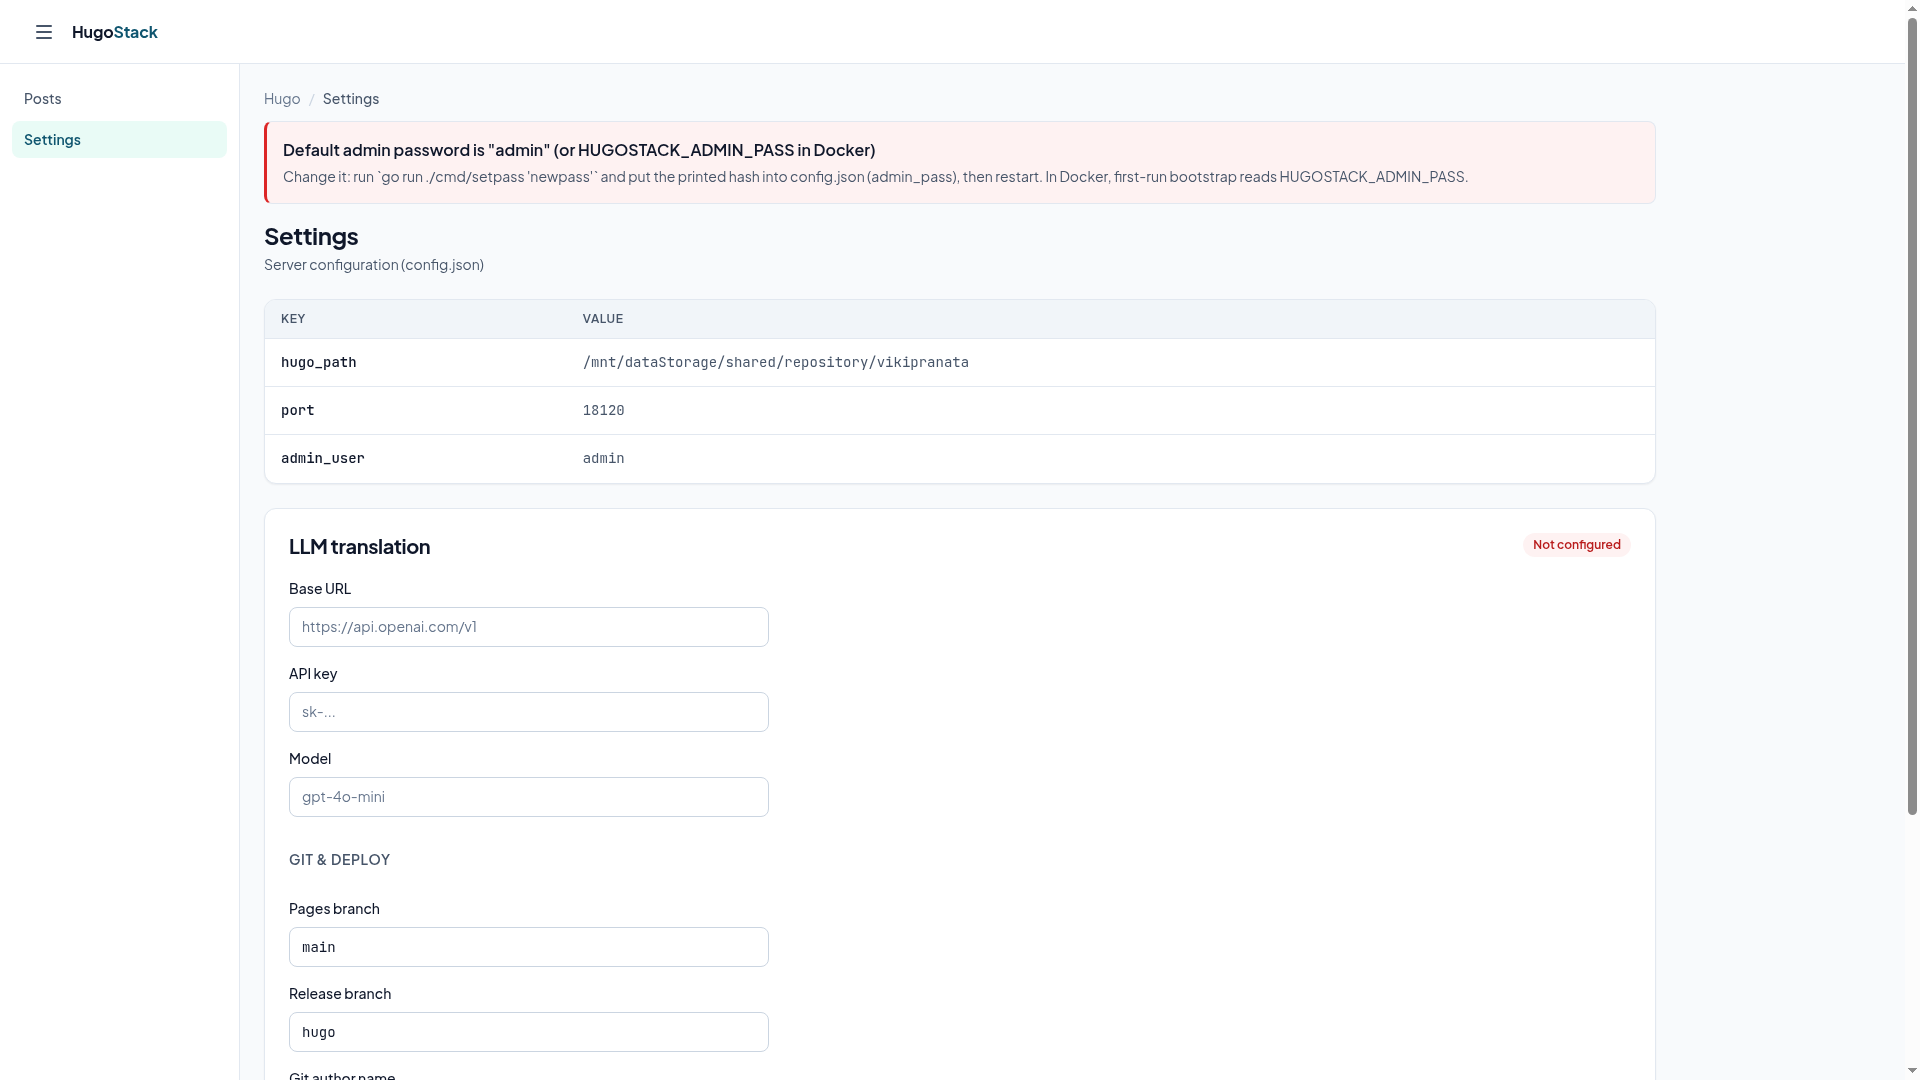 HugoStack
Posts
Settings
Hugo / Settings
Default admin password is "admin" (or HUGOSTACK_ADMIN_PASS in Docker)
Change it: run `go run ./cmd/setpass 'newpass'` and put the printed hash into config.json (admin_pass), then restart. In Docker, first-run bootstrap reads HUGOSTACK_ADMIN_PASS.
Settings
Server configuration (config.json)
KEY VALUE
hugo_path /mnt/dataStorage/shared/repository/vikipranata
port 18120
admin_user admin
LLM translation Not configured
Base URL
https://api.openai.com/v1
API key
sk-...
Model
gpt-4o-mini
GIT & DEPLOY
Pages branch
main
Release branch
hugo
Git author name